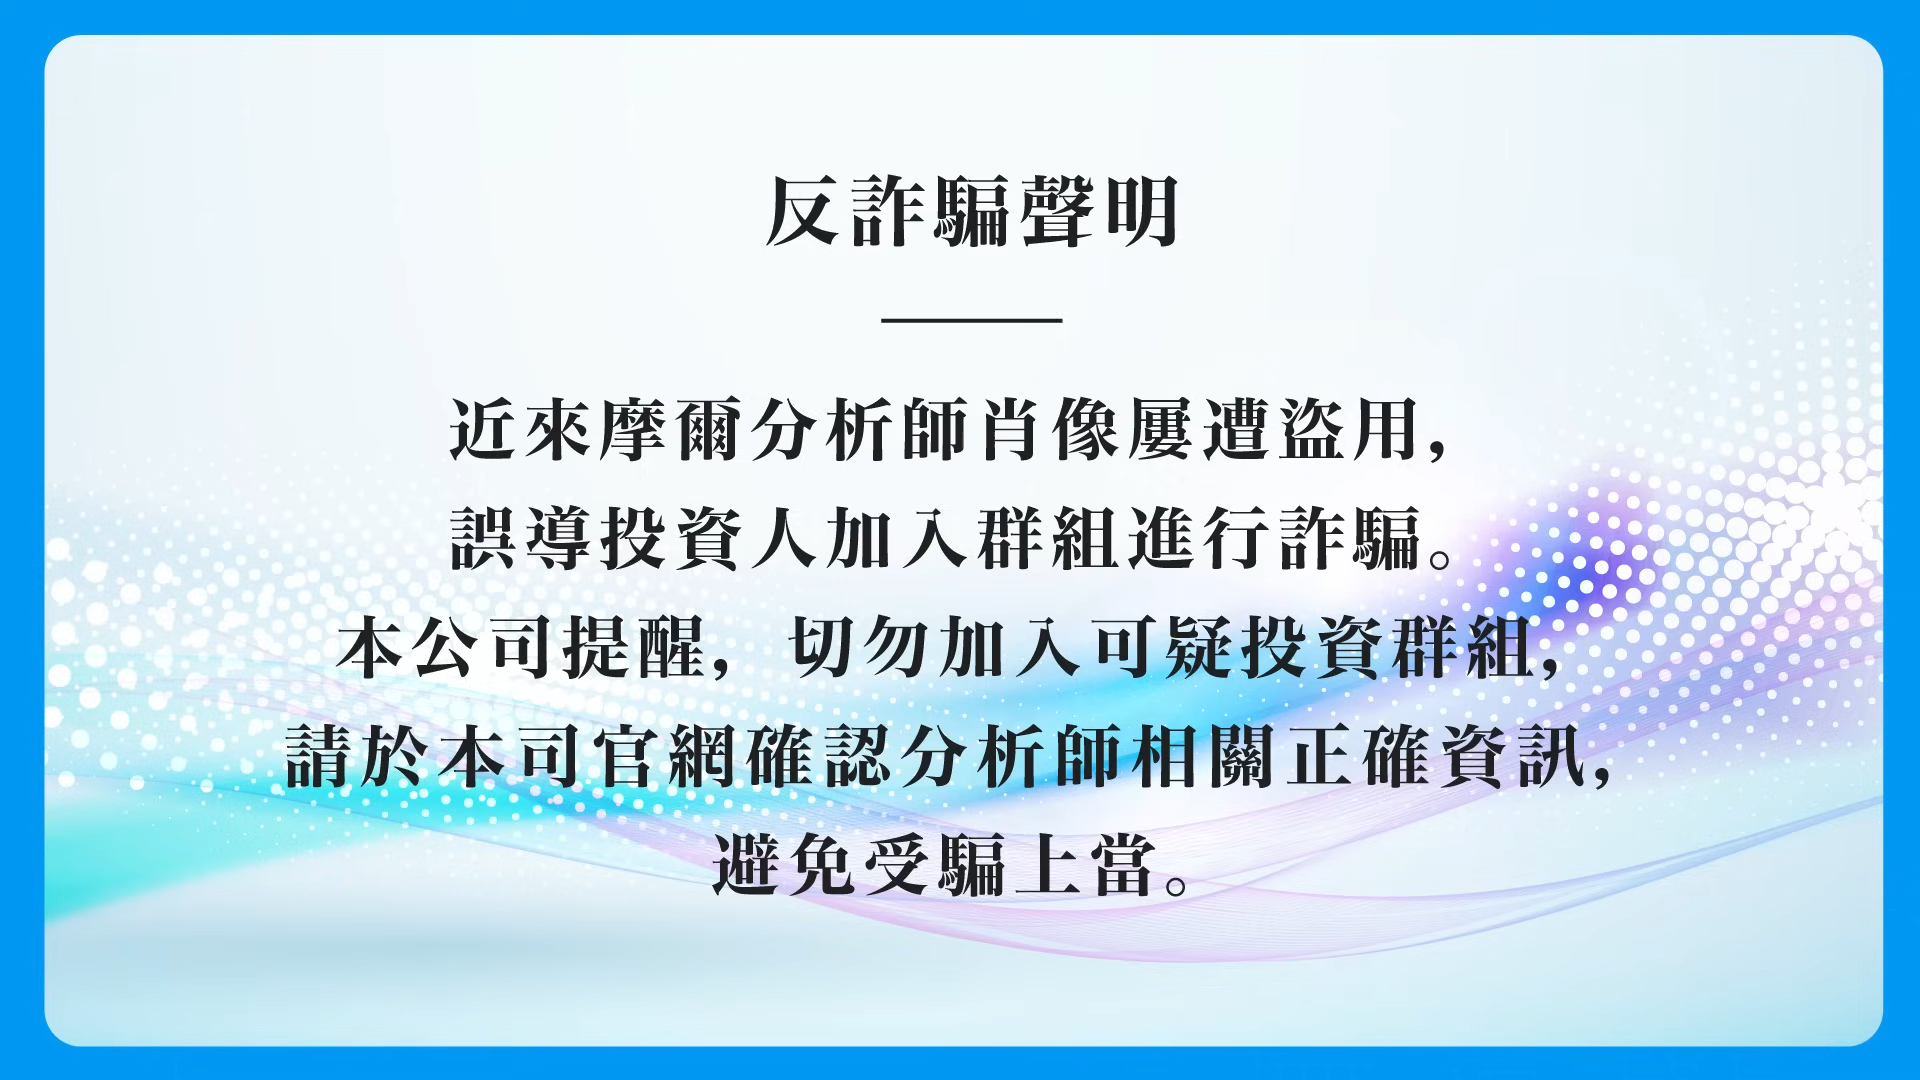 反詐騙聲明
近來摩爾分析師肖像屢遭盜用，
誤導投資人加入群組進行詐騙。
本公司提醒，切勿加入可疑投資群組，
請於本司官網確認分析師相關正確資訊，
避免受騙上當。